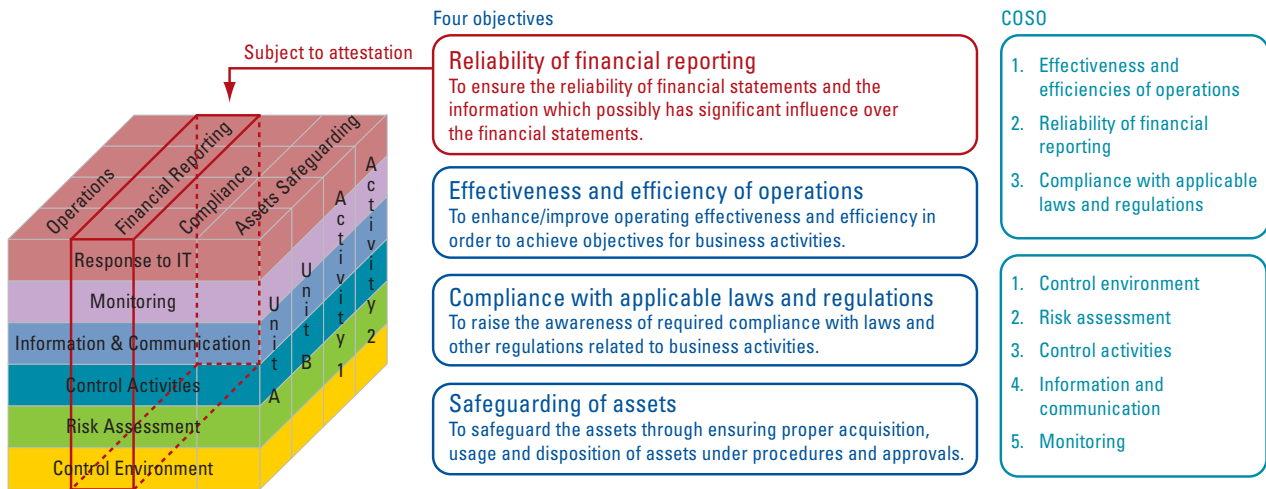 Four objectives
COSO
Subject to attestation
Reliability of financial reporting
To ensure the reliability of financial statements and the
information which possibly has significant influence over
the financial statements.
Effectiveness and efficiency of operations
To enhance/improve operating effectiveness and efficiency in
order to achieve objectives for business activities.
Compliance with applicable laws and regulations
To raise the awareness of required compliance with laws and
other regulations related to business activities.
Safeguarding of assets
To safeguard the assets through ensuring proper acquisition,
usage and disposition of assets under procedures and approvals.
1. Effectiveness and
efficiencies of operations
2. Reliability of financial
reporting
3. Compliance with applicable
laws and regulations
1. Control environment
2. Risk assessment
3. Control activities
4. Information and
communication
5. Monitoring
Operations
Financial Reporting
Compliance
Assets Safeguarding
Response to IT
Monitoring
Information & Communication
Control Activities
Risk Assessment
Control Environment
Unit A
Unit B
Activity 1
Activity 2